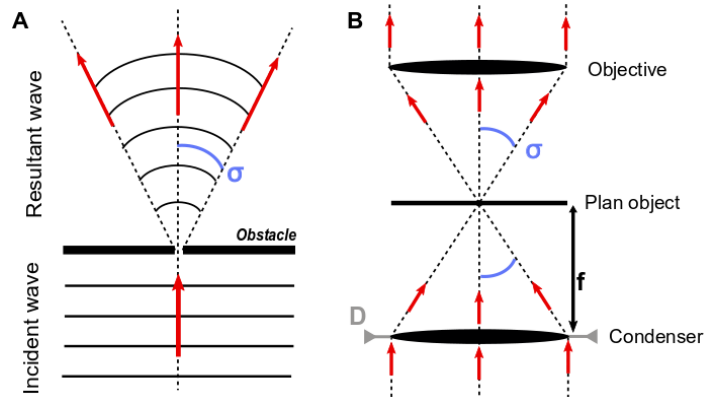 A
Resultant wave
Incident wave
σ
Obstacle
B
Objective
σ
Plan object
f
D
Condenser